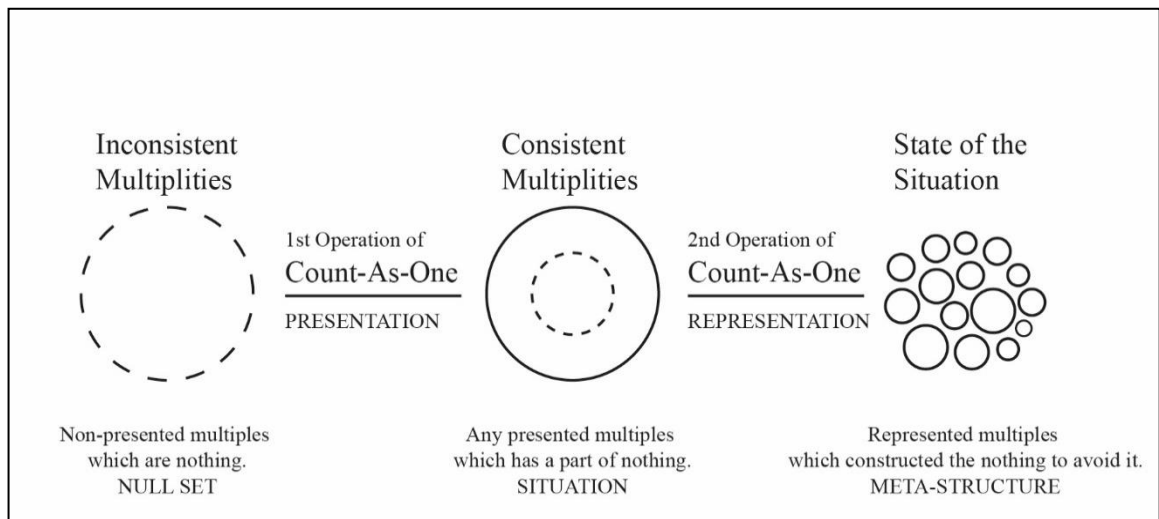 Inconsistent
Multiplities
1st Operation of
Count-As-One
PRESENTATION
Consistent
Multiplities
2nd Operation of
Count-As-One
REPRESENTATION
State of the
Situation
Non-presented multiples
which are nothing.
NULL SET
Any presented multiples
which has a part of nothing.
SITUATION
Represented multiples
which constructed the nothing to avoid it.
META-STRUCTURE